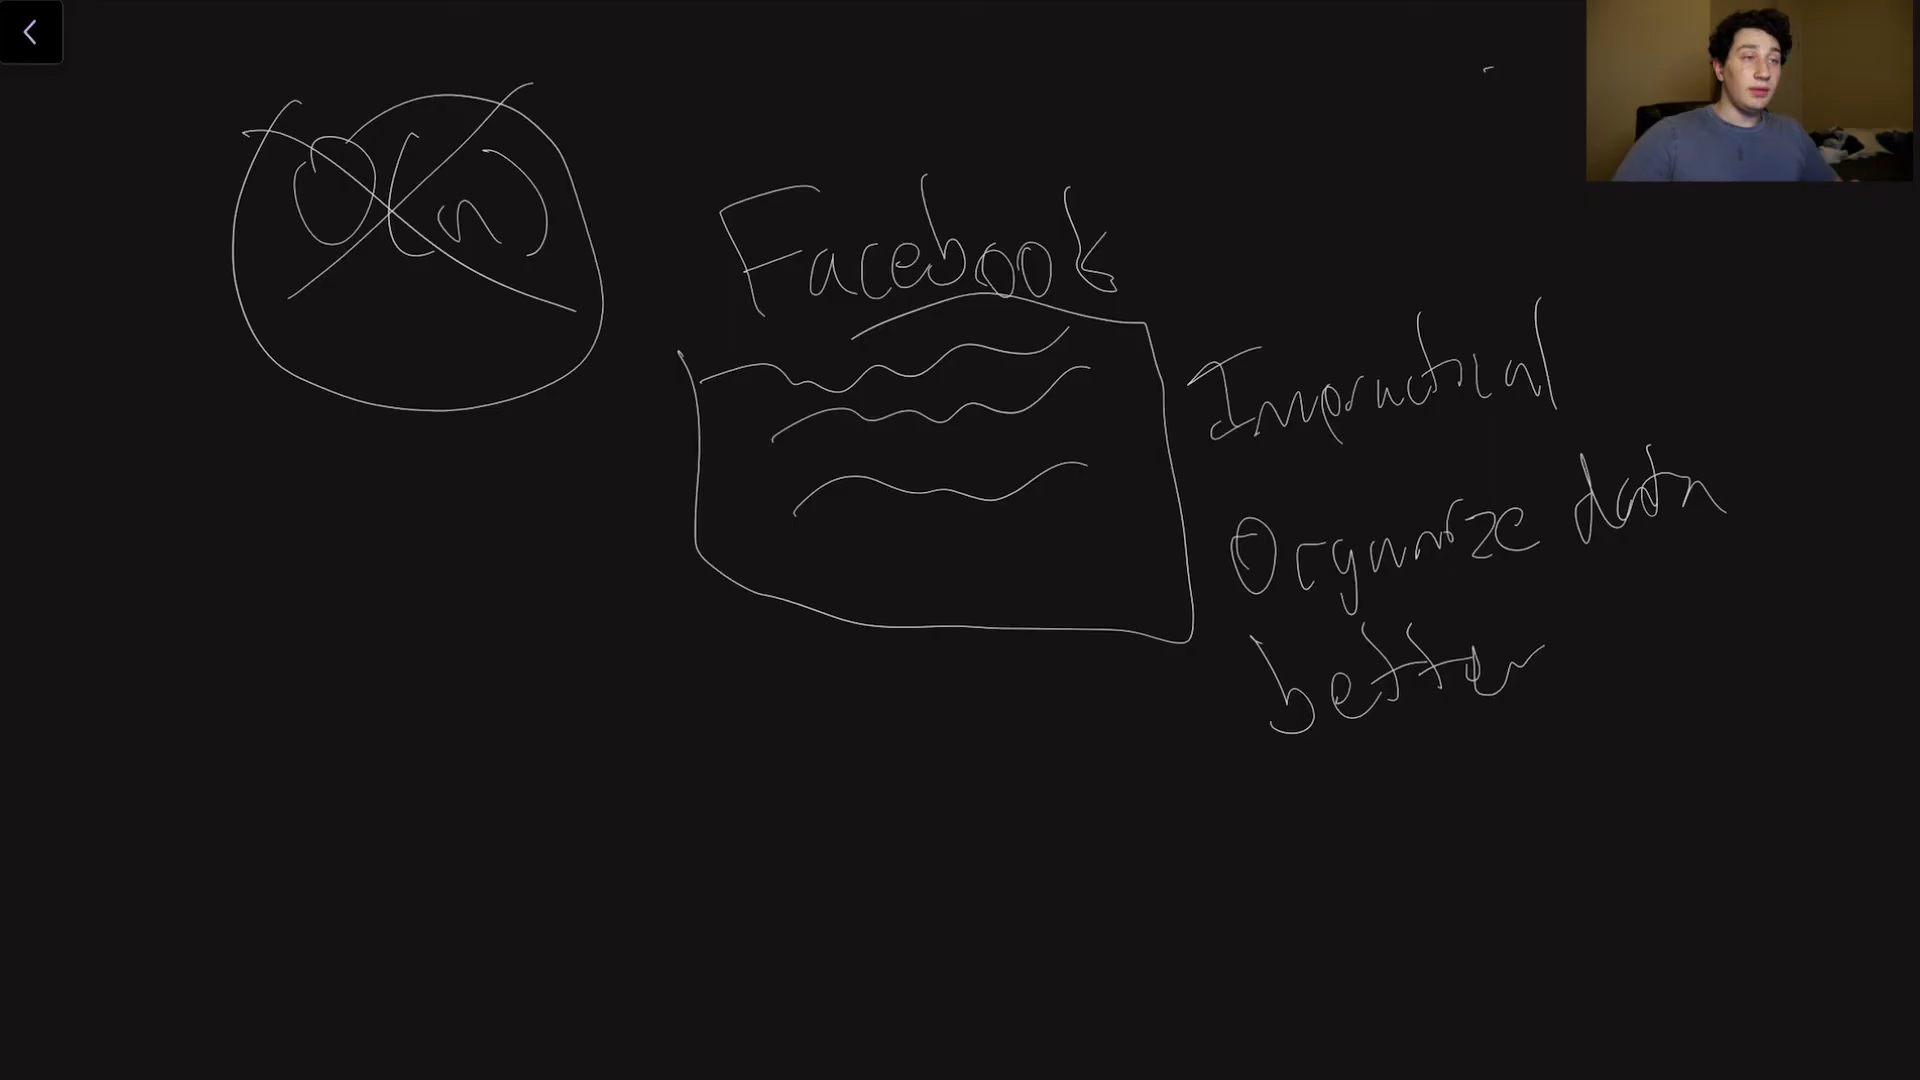 O(n)
Facebook
Impractical
Organize data
better